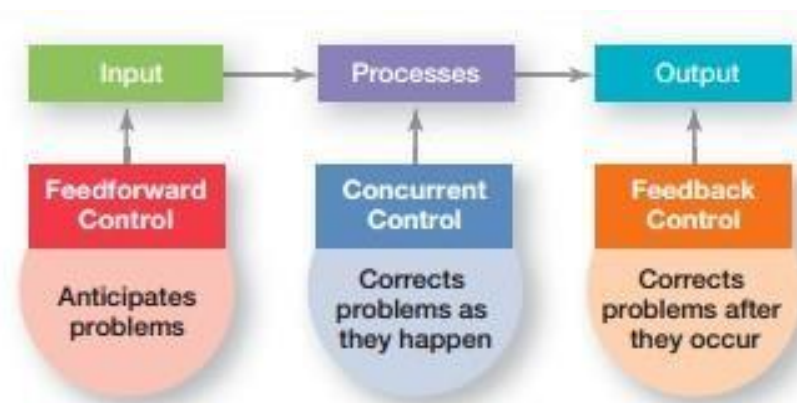 Input
Processes
Output
Feedforward
Control
Concurrent
Control
Feedback
Control
Anticipates
problems
Corrects
problems as
they happen
Corrects
problems after
they occur